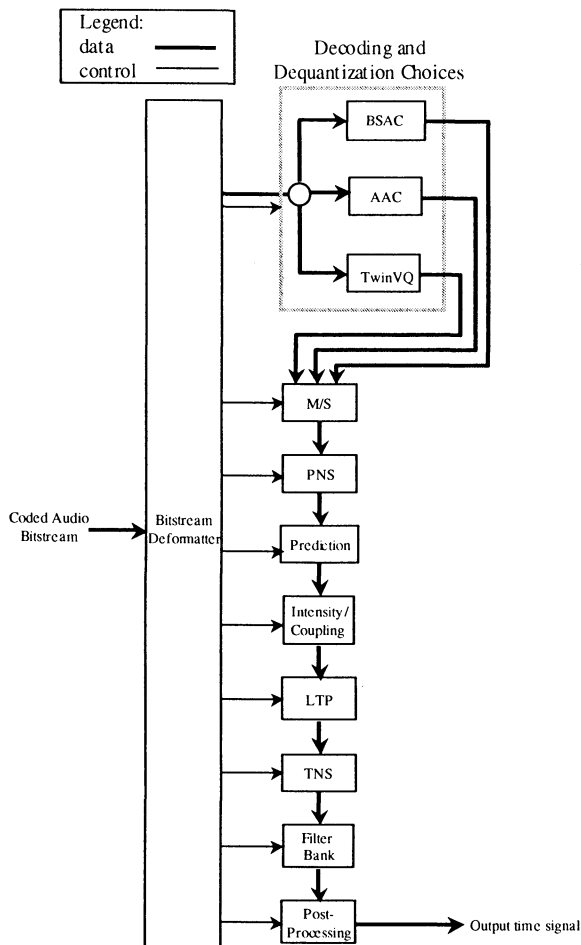 Legend:
data
control
Decoding and
Dequantization Choices
BSAC
AAC
TwinVQ
M/S
PNS
Coded Audio
Bitstream
Bitstream
Deformatter
Prediction
Intensity/
Coupling
LTP
TNS
Filter
Bank
Post-
Processing
Output time signal